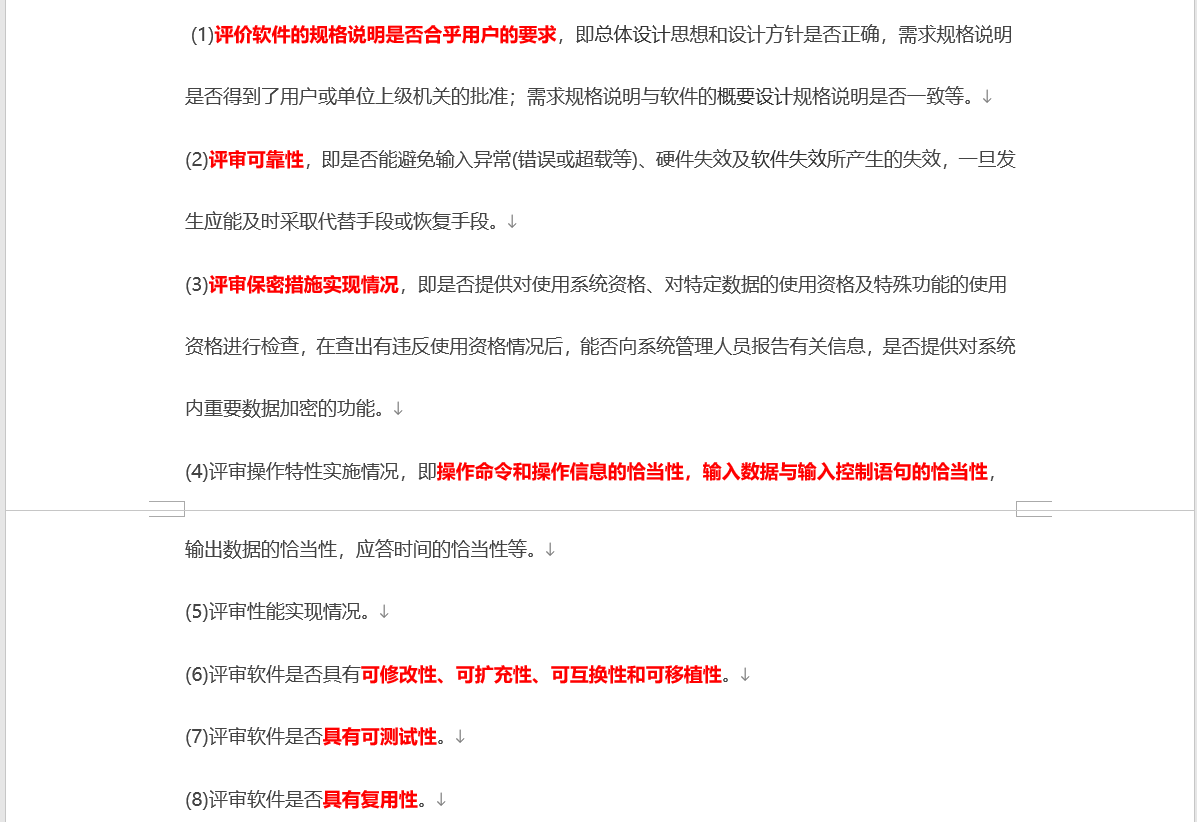 (1)评价软件的规格说明是否合乎用户的要求，即总体设计思想和设计方针是否正确，需求规格说明
是否得到了用户或单位上级机关的批准；需求规格说明与软件的概要设计规格说明是否一致等。↓
(2)评审可靠性，即是否能避免输入异常(错误或超载等)、硬件失效及软件失效所产生的失效，一旦发
生应能及时采取代替手段或恢复手段。↓
(3)评审保密措施实现情况，即是否提供对使用系统资格、对特定数据的使用资格及特殊功能的使用
资格进行检查，在查出有违反使用资格情况后，能否向系统管理人员报告有关信息，是否提供对系统
内重要数据加密的功能。↓
(4)评审操作特性实施情况，即操作命令和操作信息的恰当性，输入数据与输入控制语句的恰当性，
输出数据的恰当性，应答时间的恰当性等。↓
(5)评审性能实现情况。↓
(6)评审软件是否具有可修改性、可扩充性、可互换性和可移植性。↓
(7)评审软件是否具有可测试性。↓
(8)评审软件是否具有复用性。↓